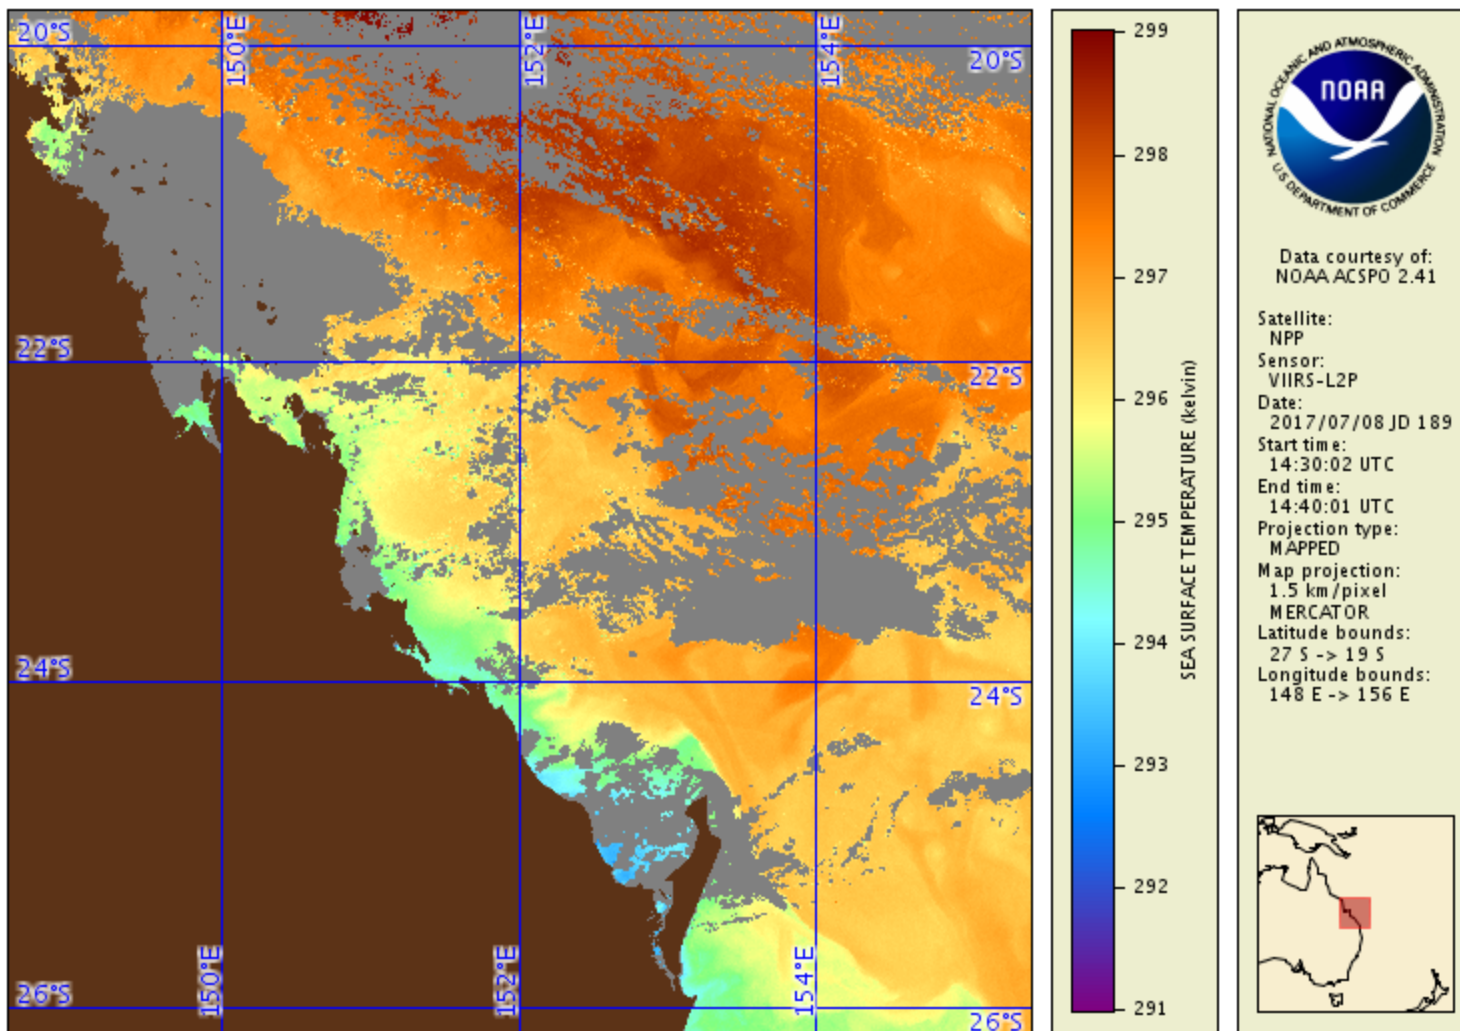 20°S
150°E
152°E
154°E
20°S
22°S
22°S
24°S
24°S
150°E
152°E
154°E
26°S
26°S
299
298
297
296
295
294
293
292
291
SEA SURFACE TEMPERATURE (kelvin)
NATIONAL OCEANIC AND ATMOSPHERIC ADMINISTRATION
NOAA
U.S. DEPARTMENT OF COMMERCE
Data courtesy of:
NOAA ACSPO 2.41
Satellite:
NPP
Sensor:
VIIRS-L2P
Date:
2017/07/08 JD 189
Start time:
14:30:02 UTC
End time:
14:40:01 UTC
Projection type:
MAPPED
Map projection:
1.5 km/pixel
MERCATOR
Latitude bounds:
27 S -> 19 S
Longitude bounds:
148 E -> 156 E